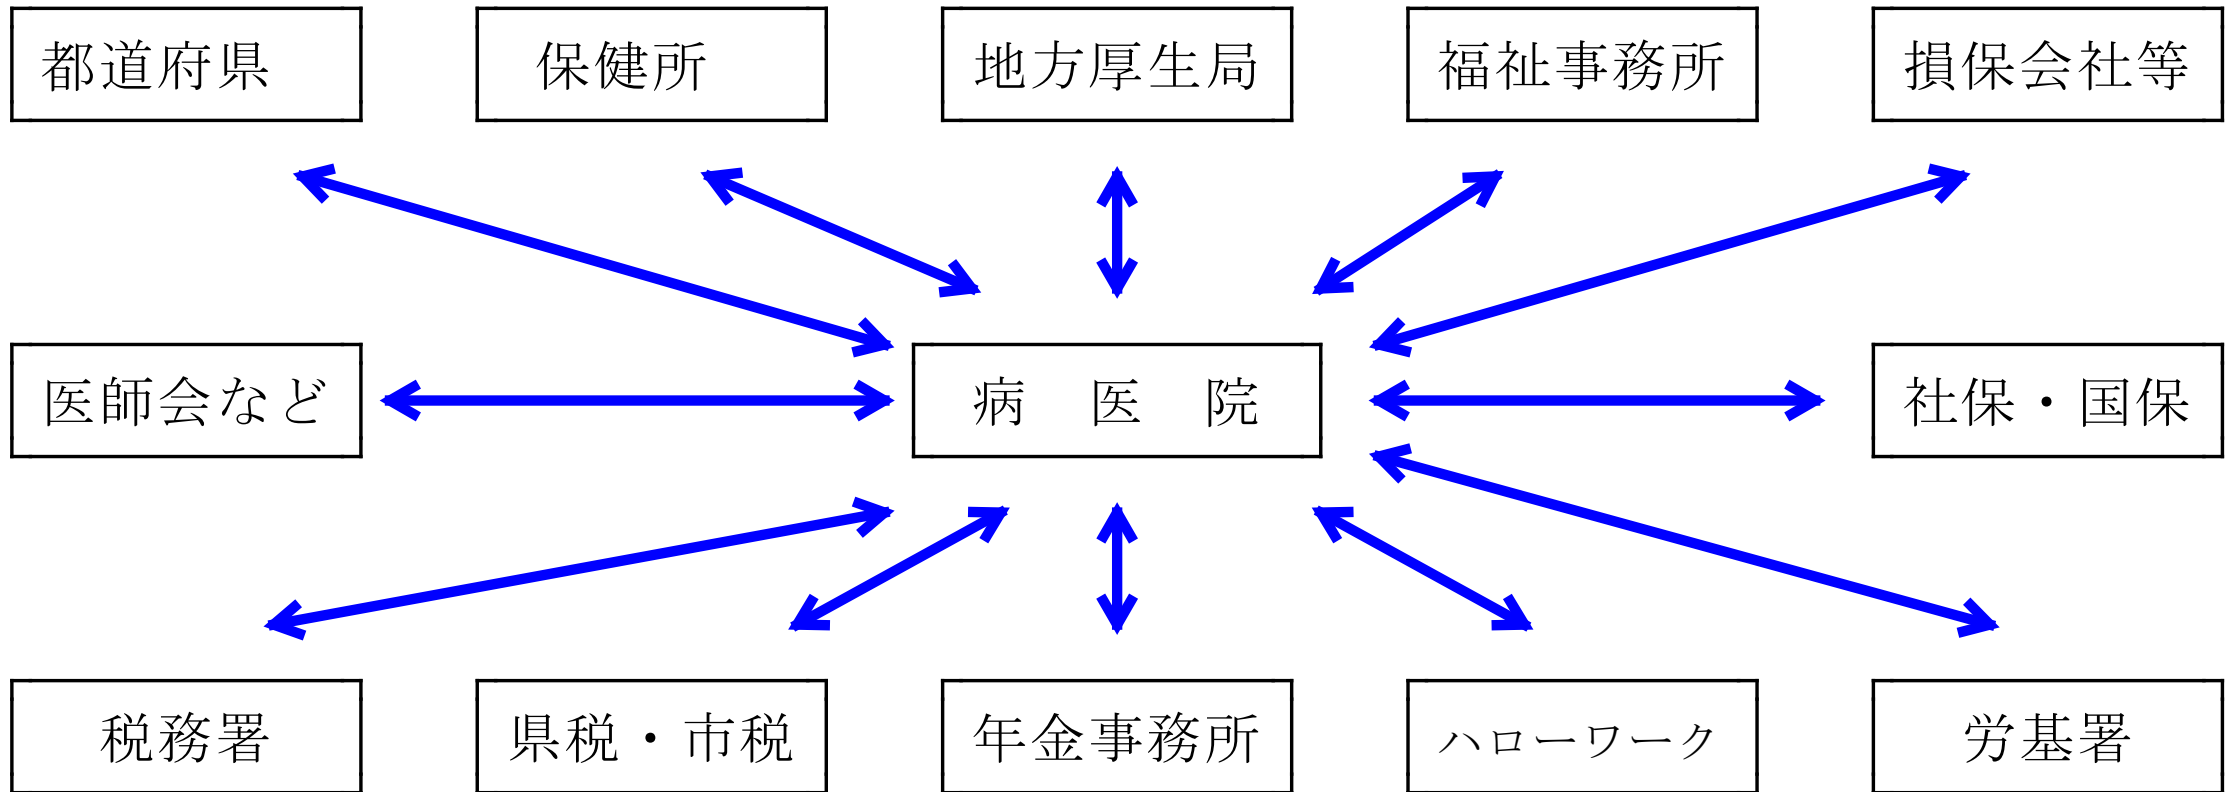 都道府県
保健所
地方厚生局
福祉事務所
損保会社等
医師会など
病　医　院
社保・国保
税務署
県税・市税
年金事務所
ハローワーク
労基署